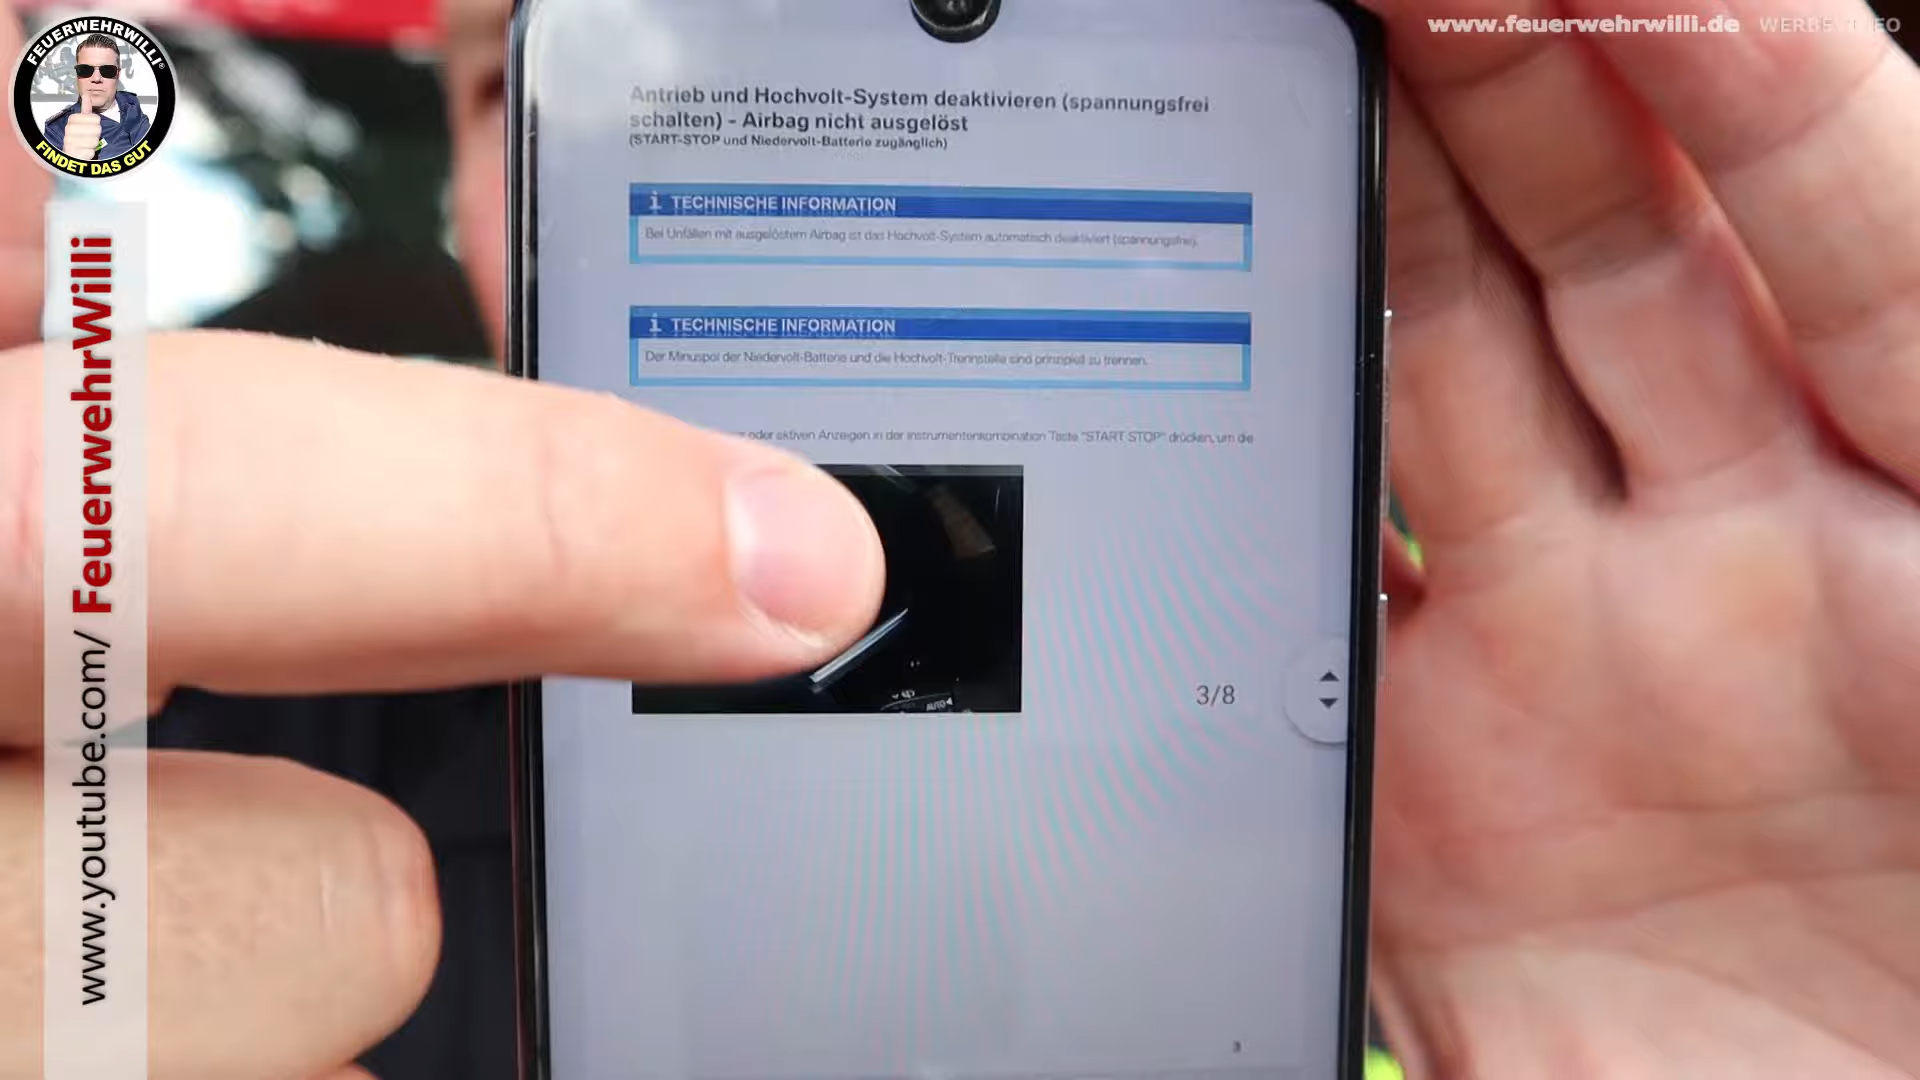 FEUERWEHRWILLI®
FINDET DAS GUT
www.youtube.com/ FeuerwehrWilli
www.feuerwehrwilli.de WERBEVIDEO
Antrieb und Hochvolt-System deaktivieren (spannungsfrei
schalten) - Airbag nicht ausgelöst
(START-STOP und Niedervolt-Batterie zugänglich)
i TECHNISCHE INFORMATION
Bei Unfällen mit ausgelöstem Airbag ist das Hochvolt-System automatisch deaktiviert (spannungsfrei).
i TECHNISCHE INFORMATION
Der Minuspol der Niedervolt-Batterie und die Hochvolt-Trennstelle sind prinzipiell zu trennen.
oder aktiven Anzeigen in der Instrumentenkombination Taste "START STOP" drücken, um die
AUTO
3/8
3